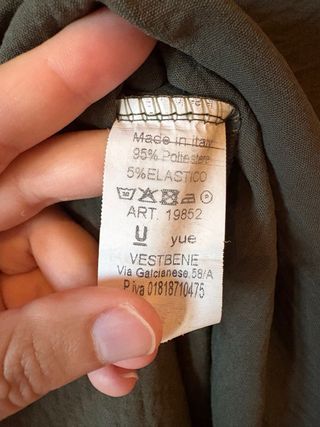 Made in Italy
95% Poliestere
5% ELASTICO
ART. 19852
U yue
VESTBENE
Via Galcianese,58/A
P.iva 01818710475